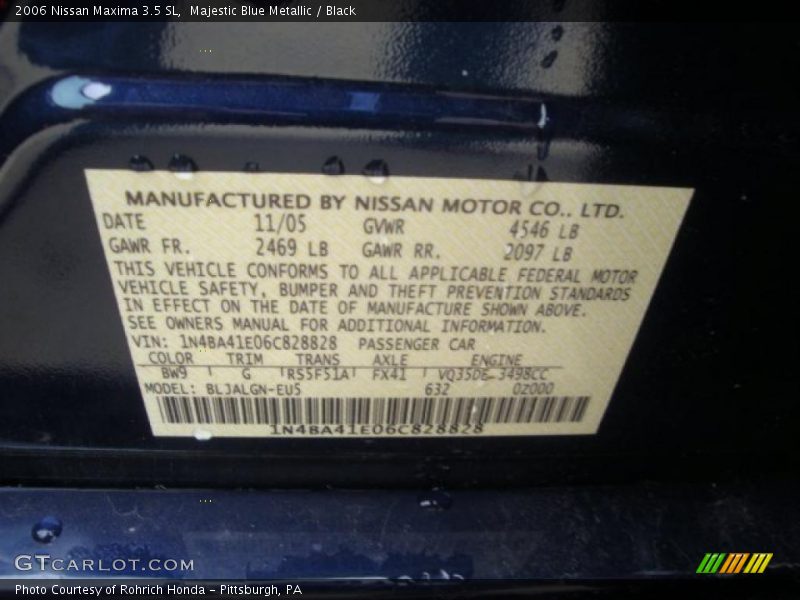 2006 Nissan Maxima 3.5 SL, Majestic Blue Metallic / Black
MANUFACTURED BY NISSAN MOTOR CO., LTD.
DATE 11/05 GVWR 4546 LB
GAWR FR. 2469 LB GAWR RR. 2097 LB
THIS VEHICLE CONFORMS TO ALL APPLICABLE FEDERAL MOTOR
VEHICLE SAFETY, BUMPER AND THEFT PREVENTION STANDARDS
IN EFFECT ON THE DATE OF MANUFACTURE SHOWN ABOVE.
SEE OWNERS MANUAL FOR ADDITIONAL INFORMATION.
VIN: 1N4BA41E06C828828 PASSENGER CAR
COLOR TRIM TRANS AXLE ENGINE
BW9 G RS5F51A FX41 VQ35DE 3498CC
MODEL: BLJALGN-EUS 632 0Z000
1N4BA41E06C828828
GTCARLOT.COM
Photo Courtesy of Rohrich Honda - Pittsburgh, PA